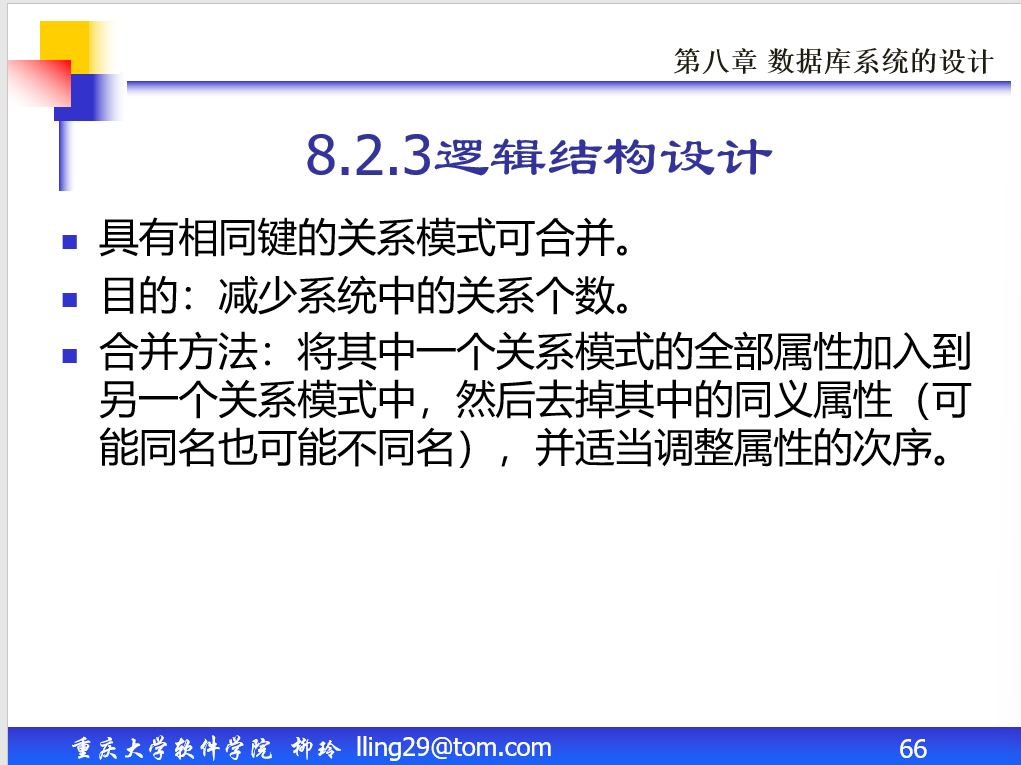 第八章 数据库系统的设计
8.2.3逻辑结构设计
具有相同键的关系模式可合并。
目的：减少系统中的关系个数。
合并方法：将其中一个关系模式的全部属性加入到
另一个关系模式中，然后去掉其中的同义属性（可
能同名也可能不同名），并适当调整属性的次序。
重庆大学软件学院 柳玲 lling29@tom.com
66